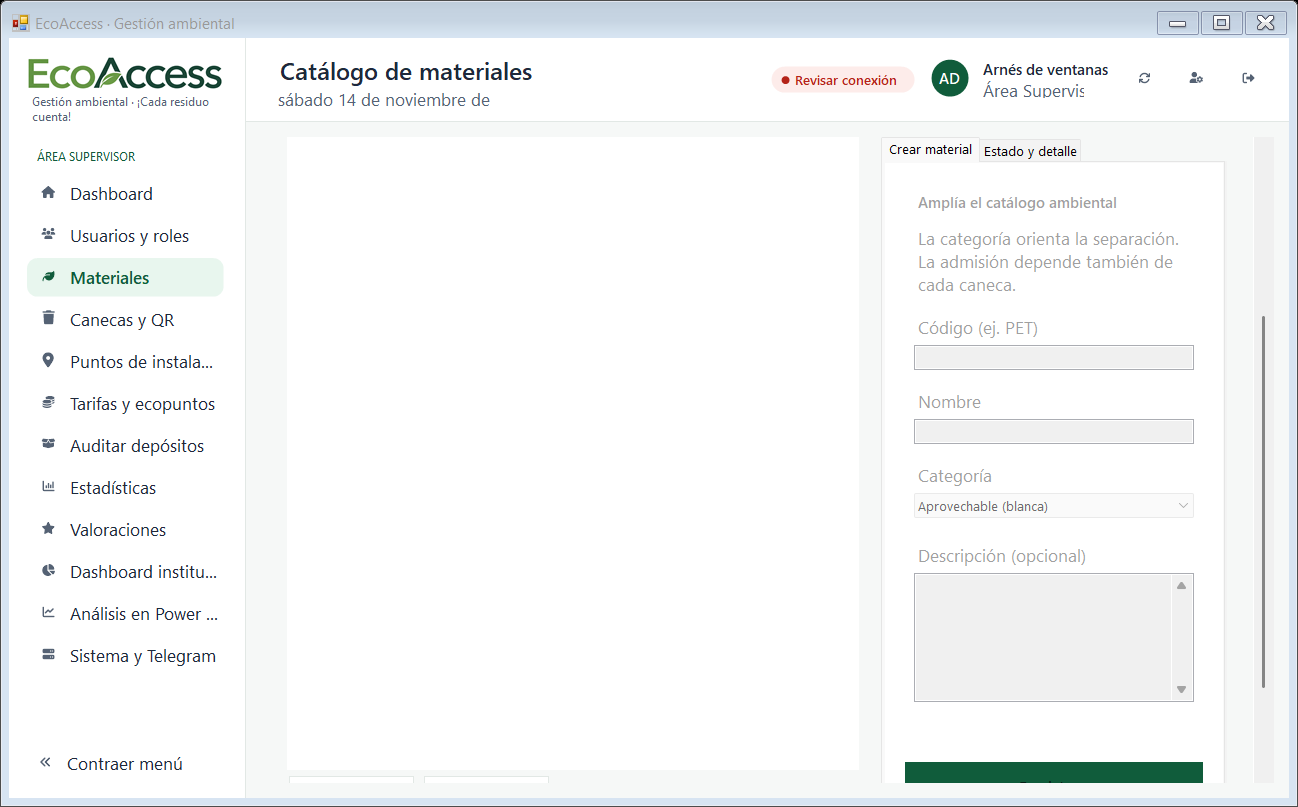 EcoAccess · Gestión ambiental
EcoAccess
Gestión ambiental · ¡Cada residuo
cuenta!
ÁREA SUPERVISOR
Dashboard
Usuarios y roles
Materiales
Canecas y QR
Puntos de instala...
Tarifas y ecopuntos
Auditar depósitos
Estadísticas
Valoraciones
Dashboard institu...
Análisis en Power ...
Sistema y Telegram
Contraer menú
Catálogo de materiales
sábado 14 de noviembre de
Revisar conexión
AD
Arnés de ventanas
Área Supervis
Crear material
Estado y detalle
Amplía el catálogo ambiental
La categoría orienta la separación.
La admisión depende también de
cada caneca.
Código (ej. PET)
Nombre
Categoría
Aprovechable (blanca)
Descripción (opcional)